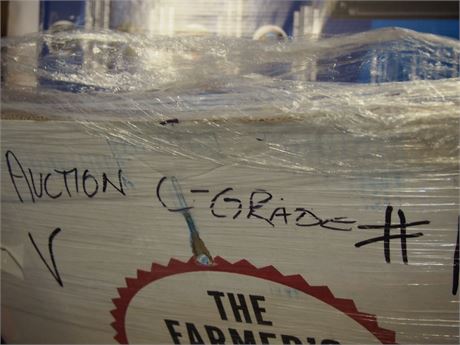 AUCTION C-GRADE #
V
THE
FARMER'S